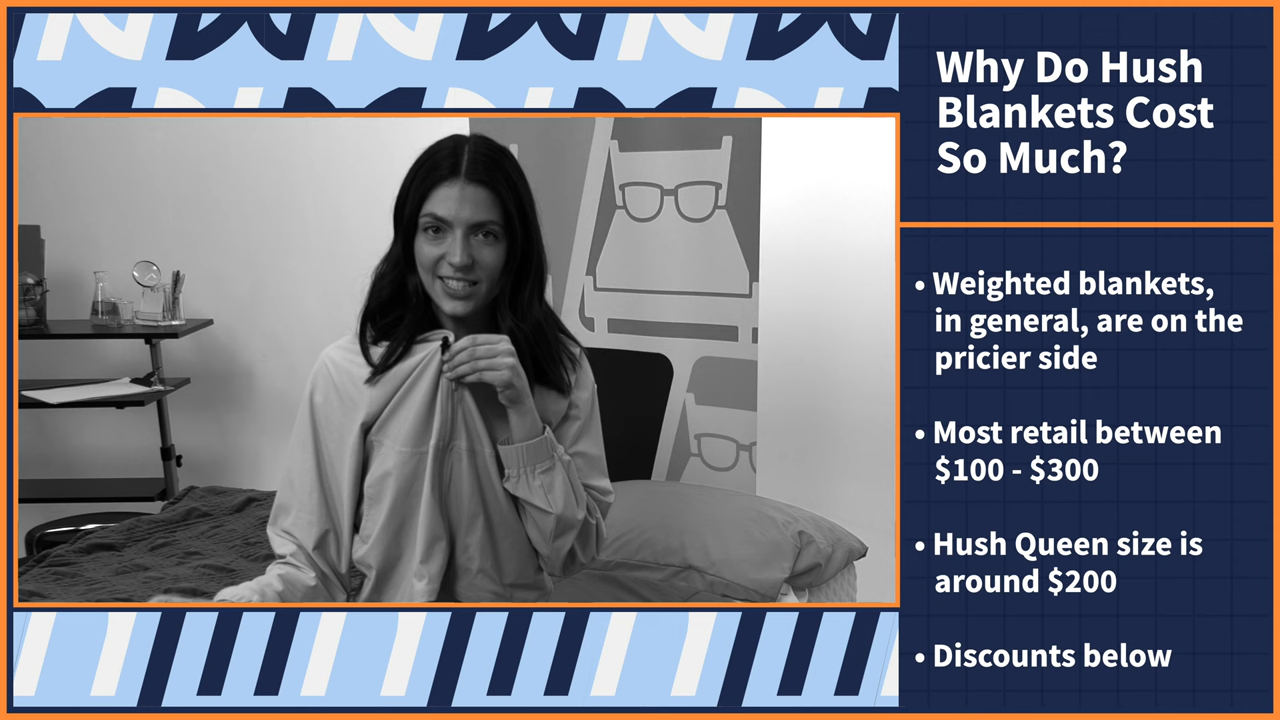 Why Do Hush
Blankets Cost
So Much?
• Weighted blankets,
in general, are on the
pricier side
• Most retail between
$100 - $300
• Hush Queen size is
around $200
• Discounts below